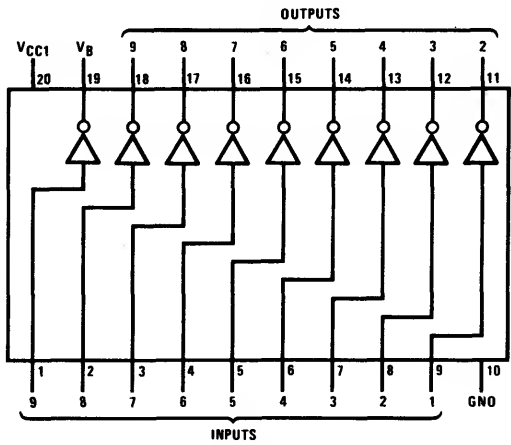 OUTPUTS
VCC1 VB 9 8 7 6 5 4 3 2
20 19 18 17 16 15 14 13 12 11
1 2 3 4 5 6 7 8 9 10
9 8 7 6 5 4 3 2 1 GND
INPUTS